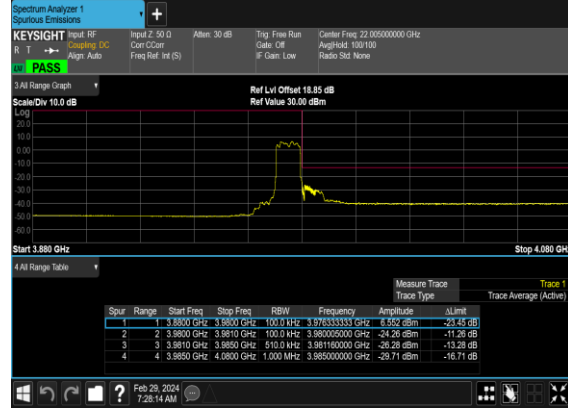 Spectrum Analyzer 1
Spurious Emissions
KEYSIGHT Input: RF Input Z: 50 Ω Atten: 30 dB Trig: Free Run Center Freq: 22.005000000 GHz
R T Coupling: DC Corr CCorr Gate: Off Avg|Hold: 100/100
Align: Auto Freq Ref: Int (S) IF Gain: Low Radio Std: None
PASS
3 All Range Graph
Ref Lvl Offset 18.85 dB
Scale/Div 10.0 dB Ref Value 30.00 dBm
Log
20.0
10.0
0.00
-10.0
-20.0
-30.0
-40.0
-50.0
-60.0
Start 3.880 GHz Stop 4.080 GH
4 All Range Table
Measure Trace Trace 1
Trace Type Trace Average (Active)
Spur Range Start Freq Stop Freq RBW Frequency Amplitude ΔLimit
1 1 3.8800 GHz 3.9800 GHz 100.0 kHz 3.976333333 GHz 6.552 dBm -23.45 dB
2 2 3.9800 GHz 3.9810 GHz 100.0 kHz 3.980005000 GHz -24.26 dBm -11.26 dB
3 3 3.9810 GHz 3.9850 GHz 510.0 kHz 3.981160000 GHz -26.28 dBm -13.28 dB
4 4 3.9850 GHz 4.0800 GHz 1.000 MHz 3.985000000 GHz -29.71 dBm -16.71 dB
? Feb 29, 2024
7:28:14 AM